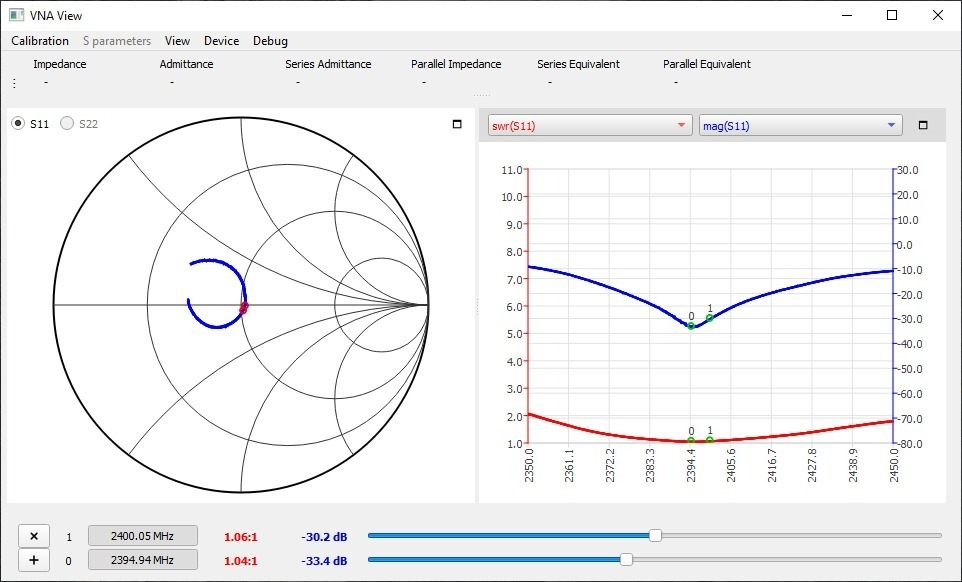 VNA View
Calibration S parameters View Device Debug
Impedance Admittance Series Admittance Parallel Impedance Series Equivalent Parallel Equivalent
- - - - - -
S11 S22
swr(S11) mag(S11)
11.0 30.0
10.0 20.0
9.0 10.0
8.0 0.0
7.0 -10.0
6.0 -20.0
5.0 -30.0
4.0 -40.0
3.0 -50.0
2.0 -60.0
1.0 -70.0
-80.0
0 1
0 1
2350.0 2361.1 2372.2 2383.3 2394.4 2405.6 2416.7 2427.8 2438.9 2450.0
× 1 2400.05 MHz 1.06:1 -30.2 dB
+ 0 2394.94 MHz 1.04:1 -33.4 dB